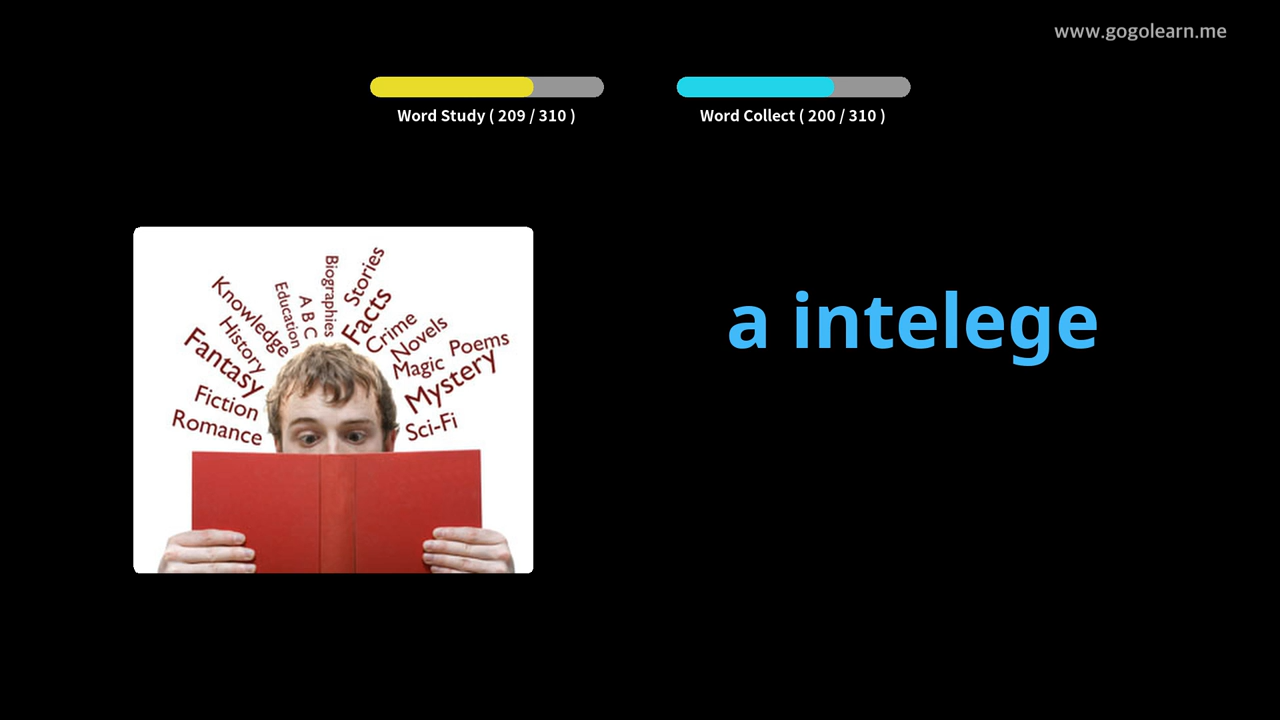 www.gogolearn.me
Word Study ( 209 / 310 )
Word Collect ( 200 / 310 )
a intelege
Romance
Fiction
Fantasy
History
Knowledge
Education
A B C
Biographies
Stories
Facts
Crime
Novels
Magic
Poems
Mystery
Sci-Fi